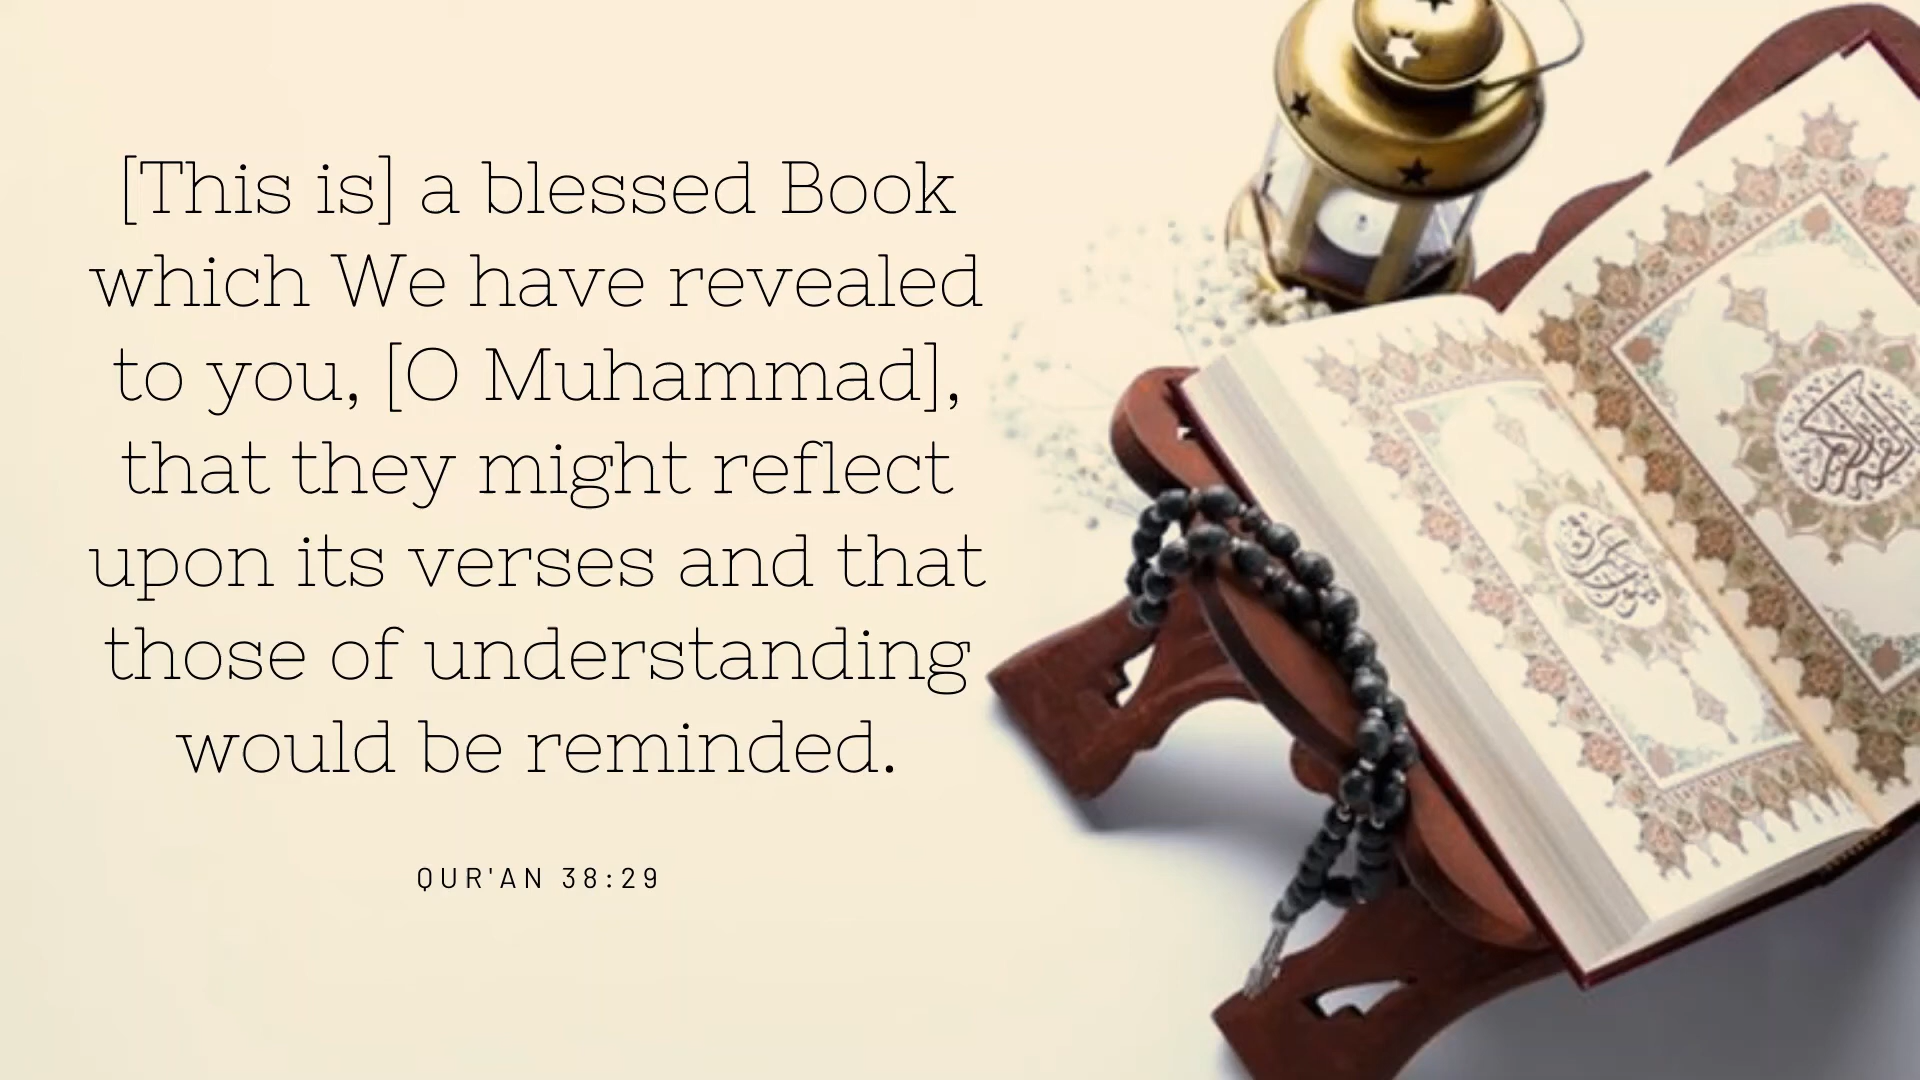 [This is] a blessed Book
which We have revealed
to you, [O Muhammad],
that they might reflect
upon its verses and that
those of understanding
would be reminded.
QUR'AN 38:29